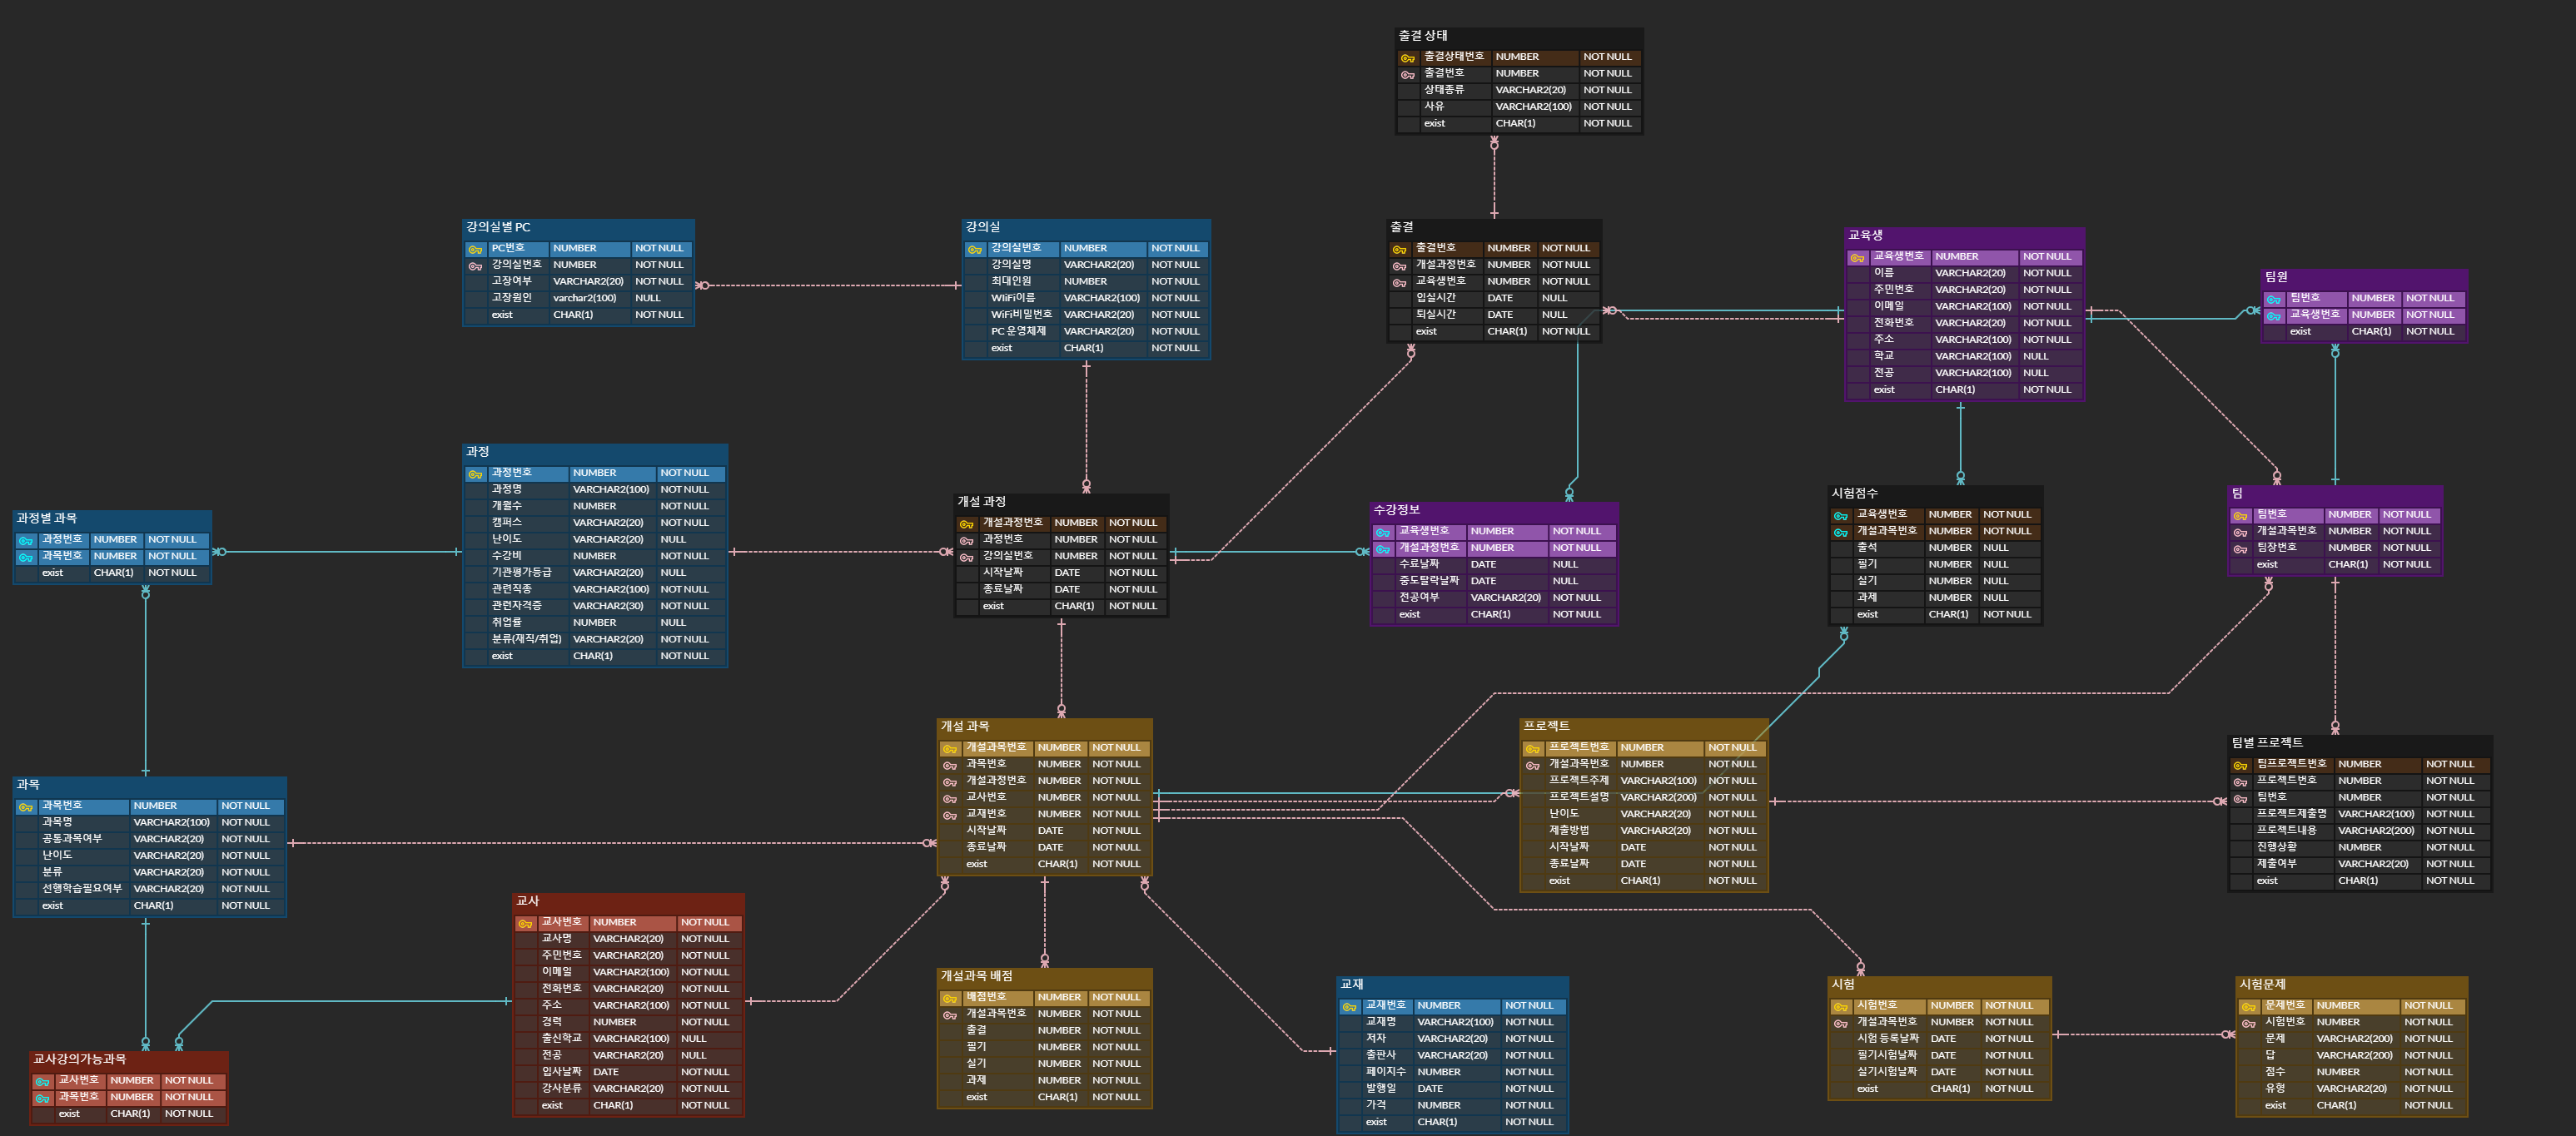 출결 상태
출결상태번호 NUMBER NOT NULL
출결번호 NUMBER NOT NULL
상태종류 VARCHAR2(20) NOT NULL
사유 VARCHAR2(100) NOT NULL
exist CHAR(1) NOT NULL
강의실별 PC
PC번호 NUMBER NOT NULL
강의실번호 NUMBER NOT NULL
고장여부 VARCHAR2(20) NOT NULL
고장원인 varchar2(100) NULL
exist CHAR(1) NOT NULL
강의실
강의실번호 NUMBER NOT NULL
강의실명 VARCHAR2(20) NOT NULL
최대인원 NUMBER NOT NULL
WIiFi이름 VARCHAR2(100) NOT NULL
WiFi비밀번호 VARCHAR2(20) NOT NULL
PC 운영체제 VARCHAR2(20) NOT NULL
exist CHAR(1) NOT NULL
출결
출결번호 NUMBER NOT NULL
개설과정번호 NUMBER NOT NULL
교육생번호 NUMBER NOT NULL
입실시간 DATE NULL
퇴실시간 DATE NULL
exist CHAR(1) NOT NULL
교육생
교육생번호 NUMBER NOT NULL
이름 VARCHAR2(20) NOT NULL
주민번호 VARCHAR2(20) NOT NULL
이메일 VARCHAR2(100) NOT NULL
전화번호 VARCHAR2(20) NOT NULL
주소 VARCHAR2(100) NOT NULL
학교 VARCHAR2(100) NULL
전공 VARCHAR2(100) NULL
exist CHAR(1) NOT NULL
팀원
팀번호 NUMBER NOT NULL
교육생번호 NUMBER NOT NULL
exist CHAR(1) NOT NULL
과정별 과목
과정번호 NUMBER NOT NULL
과목번호 NUMBER NOT NULL
exist CHAR(1) NOT NULL
과정
과정번호 NUMBER NOT NULL
과정명 VARCHAR2(100) NOT NULL
개월수 NUMBER NOT NULL
캠퍼스 VARCHAR2(20) NOT NULL
난이도 VARCHAR2(20) NULL
수강비 NUMBER NOT NULL
기관평가등급 VARCHAR2(20) NULL
관련직종 VARCHAR2(100) NOT NULL
관련자격증 VARCHAR2(30) NOT NULL
취업률 NUMBER NULL
분류(재직/취업) VARCHAR2(20) NOT NULL
exist CHAR(1) NOT NULL
개설 과정
개설과정번호 NUMBER NOT NULL
과정번호 NUMBER NOT NULL
강의실번호 NUMBER NOT NULL
시작날짜 DATE NOT NULL
종료날짜 DATE NOT NULL
exist CHAR(1) NOT NULL
수강정보
교육생번호 NUMBER NOT NULL
개설과정번호 NUMBER NOT NULL
수료날짜 DATE NULL
중도탈락날짜 DATE NULL
전공여부 VARCHAR2(20) NOT NULL
exist CHAR(1) NOT NULL
시험점수
교육생번호 NUMBER NOT NULL
개설과목번호 NUMBER NOT NULL
출석 NUMBER NULL
필기 NUMBER NULL
실기 NUMBER NULL
과제 NUMBER NULL
exist CHAR(1) NOT NULL
팀
팀번호 NUMBER NOT NULL
개설과목번호 NUMBER NOT NULL
팀장번호 NUMBER NOT NULL
exist CHAR(1) NOT NULL
과목
과목번호 NUMBER NOT NULL
과목명 VARCHAR2(100) NOT NULL
공통과목여부 VARCHAR2(20) NOT NULL
난이도 VARCHAR2(20) NOT NULL
분류 VARCHAR2(20) NOT NULL
선행학습필요여부 VARCHAR2(20) NOT NULL
exist CHAR(1) NOT NULL
개설 과목
개설과목번호 NUMBER NOT NULL
과목번호 NUMBER NOT NULL
개설과정번호 NUMBER NOT NULL
교사번호 NUMBER NOT NULL
교재번호 NUMBER NOT NULL
시작날짜 DATE NOT NULL
종료날짜 DATE NOT NULL
exist CHAR(1) NOT NULL
프로젝트
프로젝트번호 NUMBER NOT NULL
개설과목번호 NUMBER NOT NULL
프로젝트주제 VARCHAR2(100) NOT NULL
프로젝트설명 VARCHAR2(200) NOT NULL
난이도 VARCHAR2(20) NOT NULL
제출방법 VARCHAR2(20) NOT NULL
시작날짜 DATE NOT NULL
종료날짜 DATE NOT NULL
exist CHAR(1) NOT NULL
팀별 프로젝트
팀프로젝트번호 NUMBER NOT NULL
프로젝트번호 NUMBER NOT NULL
팀번호 NUMBER NOT NULL
프로젝트제출명 VARCHAR2(100) NOT NULL
프로젝트내용 VARCHAR2(200) NOT NULL
진행상황 NUMBER NOT NULL
제출여부 VARCHAR2(20) NOT NULL
exist CHAR(1) NOT NULL
교사
교사번호 NUMBER NOT NULL
교사명 VARCHAR2(20) NOT NULL
주민번호 VARCHAR2(20) NOT NULL
이메일 VARCHAR2(100) NOT NULL
전화번호 VARCHAR2(20) NOT NULL
주소 VARCHAR2(100) NOT NULL
경력 NUMBER NOT NULL
출신학교 VARCHAR2(100) NULL
전공 VARCHAR2(20) NULL
입사날짜 DATE NOT NULL
강사분류 VARCHAR2(20) NOT NULL
exist CHAR(1) NOT NULL
교사강의가능과목
교사번호 NUMBER NOT NULL
과목번호 NUMBER NOT NULL
exist CHAR(1) NOT NULL
개설과목 배점
배점번호 NUMBER NOT NULL
개설과목번호 NUMBER NOT NULL
출결 NUMBER NOT NULL
필기 NUMBER NOT NULL
실기 NUMBER NOT NULL
과제 NUMBER NOT NULL
exist CHAR(1) NOT NULL
교재
교재번호 NUMBER NOT NULL
교재명 VARCHAR2(100) NOT NULL
저자 VARCHAR2(20) NOT NULL
출판사 VARCHAR2(20) NOT NULL
페이지수 NUMBER NOT NULL
발행일 DATE NOT NULL
가격 NUMBER NOT NULL
exist CHAR(1) NOT NULL
시험
시험번호 NUMBER NOT NULL
개설과목번호 NUMBER NOT NULL
시험 등록날짜 DATE NOT NULL
필기시험날짜 DATE NOT NULL
실기시험날짜 DATE NOT NULL
exist CHAR(1) NOT NULL
시험문제
문제번호 NUMBER NOT NULL
시험번호 NUMBER NOT NULL
문제 VARCHAR2(200) NOT NULL
답 VARCHAR2(200) NOT NULL
점수 NUMBER NOT NULL
유형 VARCHAR2(20) NOT NULL
exist CHAR(1) NOT NULL